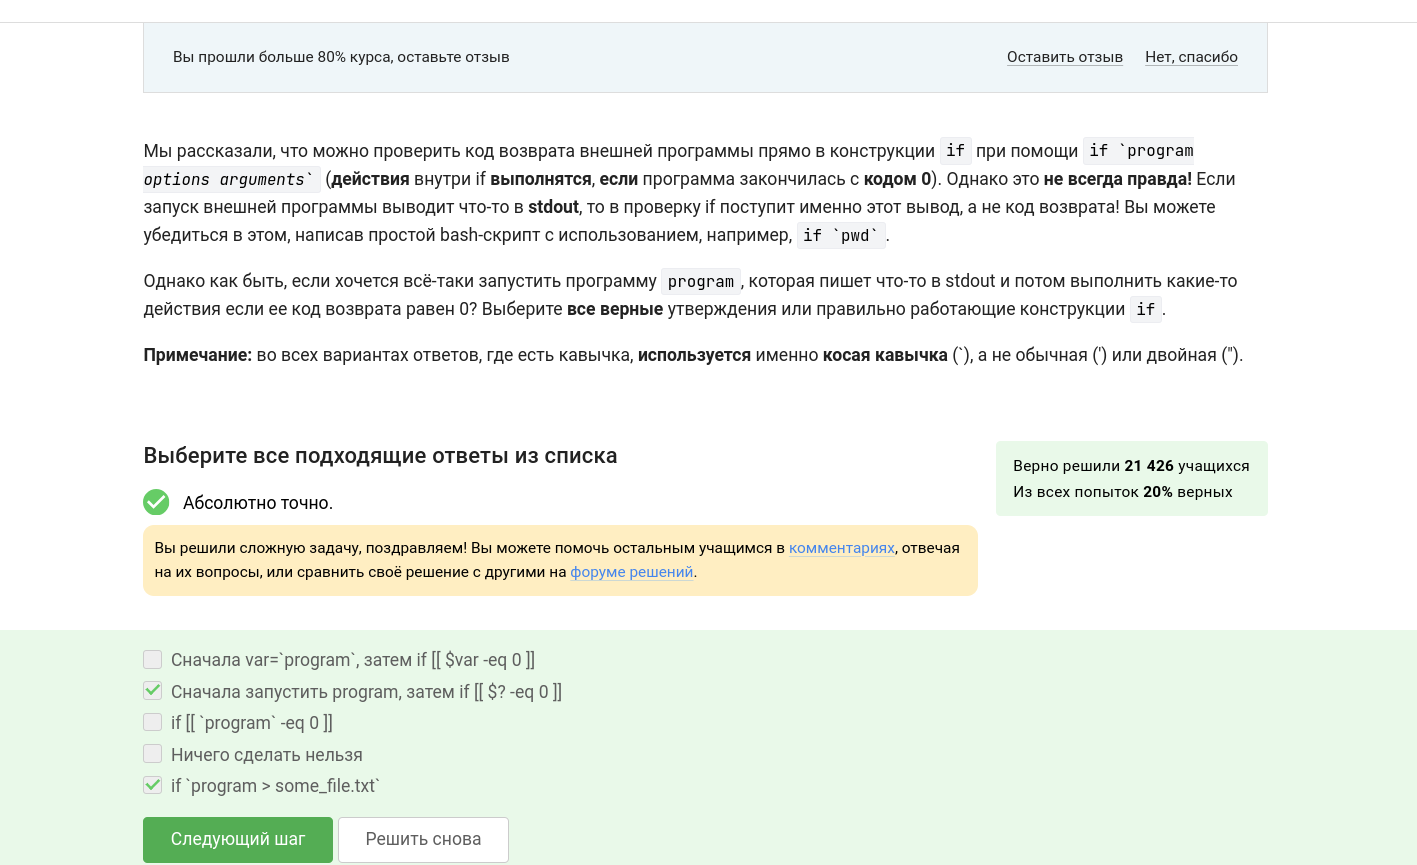 Вы прошли больше 80% курса, оставьте отзыв
Оставить отзыв Нет, спасибо
Мы рассказали, что можно проверить код возврата внешней программы прямо в конструкции if при помощи if `program
options arguments` (действия внутри if выполнятся, если программа закончилась с кодом 0). Однако это не всегда правда! Если
запуск внешней программы выводит что-то в stdout, то в проверку if поступит именно этот вывод, а не код возврата! Вы можете
убедиться в этом, написав простой bash-скрипт с использованием, например, if `pwd`.
Однако как быть, если хочется всё-таки запустить программу program, которая пишет что-то в stdout и потом выполнить какие-то
действия если ее код возврата равен 0? Выберите все верные утверждения или правильно работающие конструкции if.
Примечание: во всех вариантах ответов, где есть кавычка, используется именно косая кавычка (`), а не обычная (') или двойная (").
Выберите все подходящие ответы из списка
Верно решили 21 426 учащихся
Из всех попыток 20% верных
Абсолютно точно.
Вы решили сложную задачу, поздравляем! Вы можете помочь остальным учащимся в комментариях, отвечая
на их вопросы, или сравнить своё решение с другими на форуме решений.
Сначала var=`program`, затем if [[ $var -eq 0 ]]
Сначала запустить program, затем if [[ $? -eq 0 ]]
if [[ `program` -eq 0 ]]
Ничего сделать нельзя
if `program > some_file.txt`
Следующий шаг Решить снова